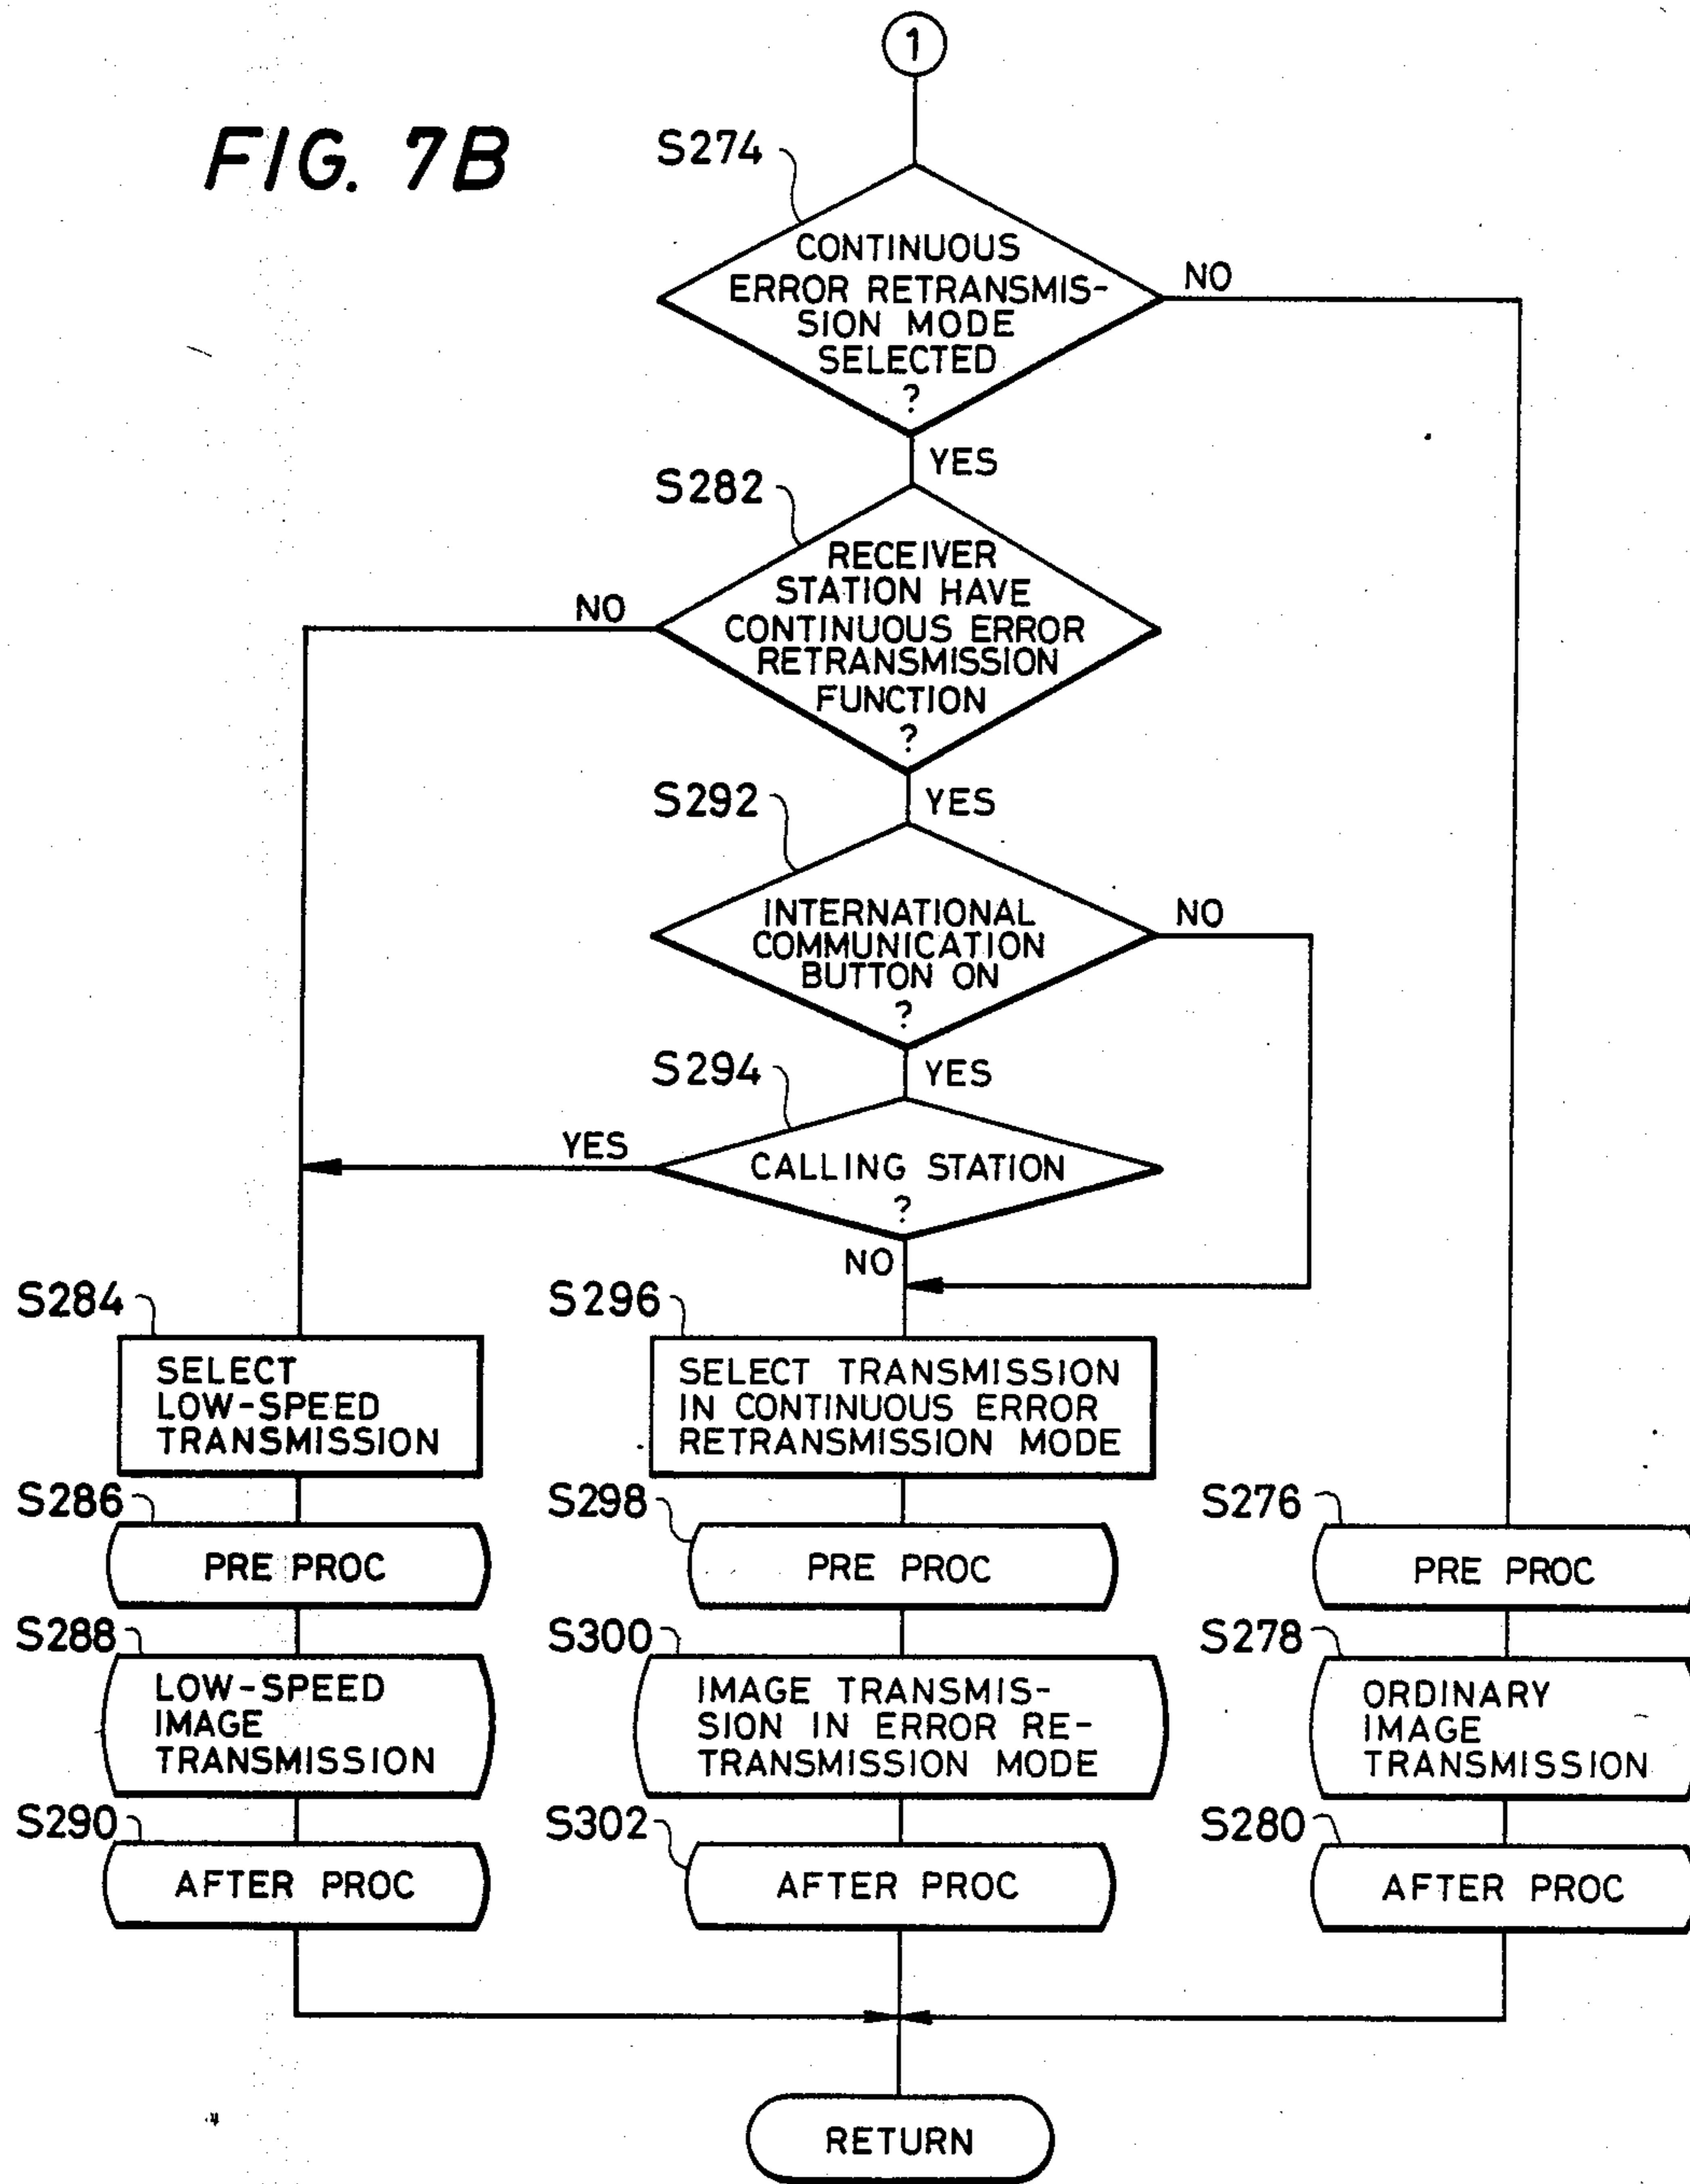 1
FIG. 7B
S274
CONTINUOUS
ERROR RETRANSMIS-
SION MODE
SELECTED
?
NO
YES
S282
RECEIVER
STATION HAVE
CONTINUOUS ERROR
RETRANSMISSION
FUNCTION
?
NO
YES
S292
INTERNATIONAL
COMMUNICATION
BUTTON ON
?
NO
YES
S294
CALLING STATION
?
YES
NO
S284
SELECT
LOW-SPEED
TRANSMISSION
S296
SELECT TRANSMISSION
IN CONTINUOUS ERROR
RETRANSMISSION MODE
S286
PRE PROC
S298
PRE PROC
S276
PRE PROC
S288
LOW-SPEED
IMAGE
TRANSMISSION
S300
IMAGE TRANSMIS-
SION IN ERROR RE-
TRANSMISSION MODE
S278
ORDINARY
IMAGE
TRANSMISSION
S290
AFTER PROC
S302
AFTER PROC
S280
AFTER PROC
RETURN